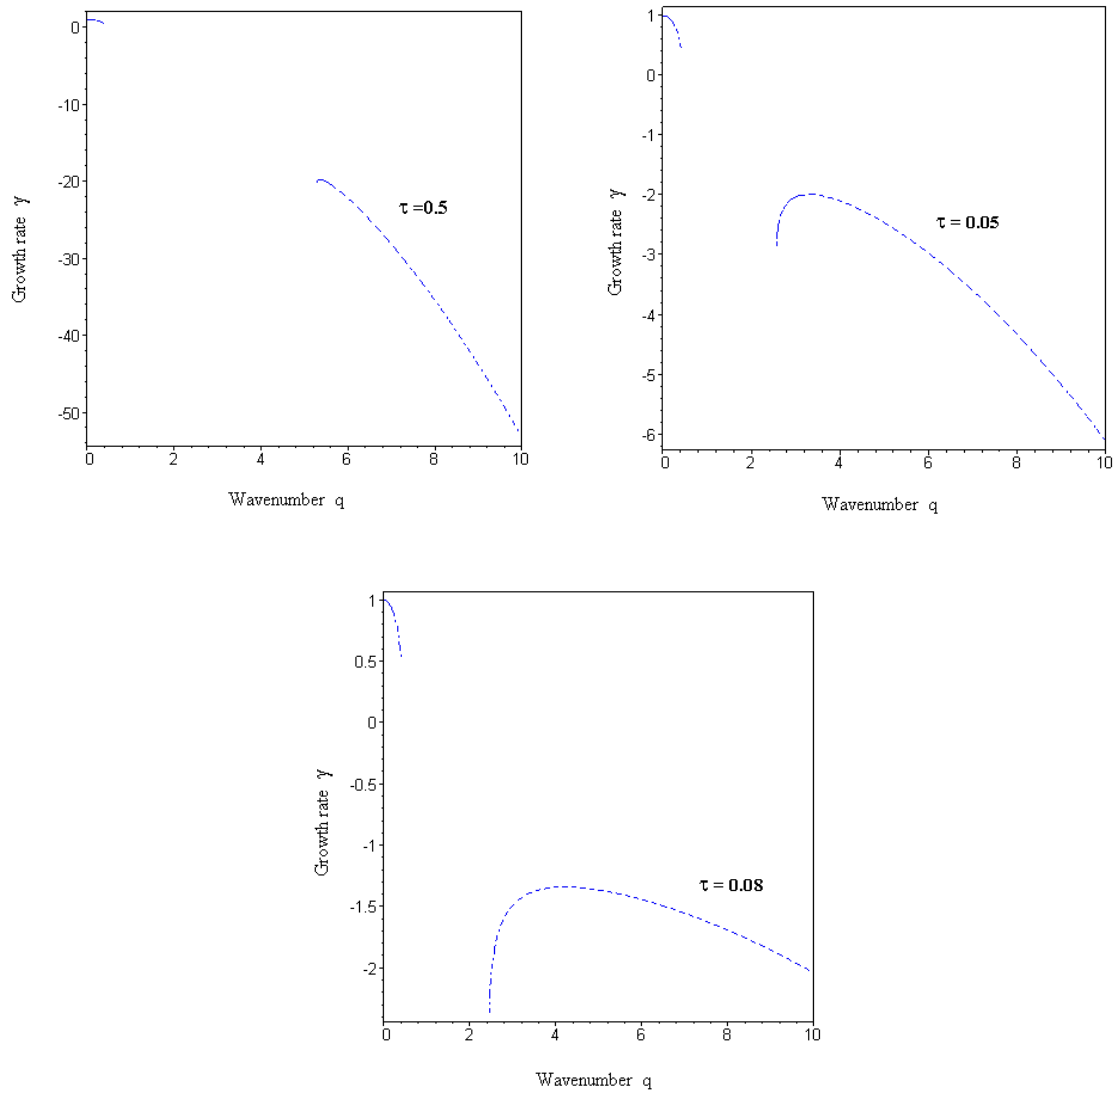 0
-10
-20
-30
-40
-50
0 2 4 6 8 10
Growth rate γ
Wavenumber q
τ =0.5
1
0
-1
-2
-3
-4
-5
-6
0 2 4 6 8 10
Growth rate γ
Wavenumber q
τ = 0.05
1
0.5
0
-0.5
-1
-1.5
-2
0 2 4 6 8 10
Growth rate γ
Wavenumber q
τ = 0.08